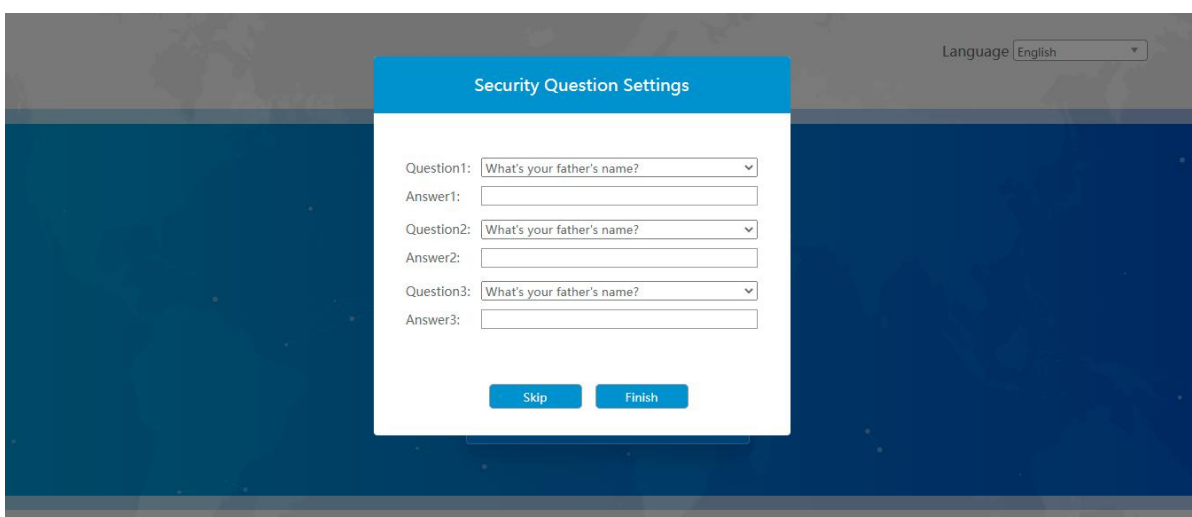 Language English
Security Question Settings
Question1: What's your father's name?
Answer1:
Question2: What's your father's name?
Answer2:
Question3: What's your father's name?
Answer3:
Skip Finish